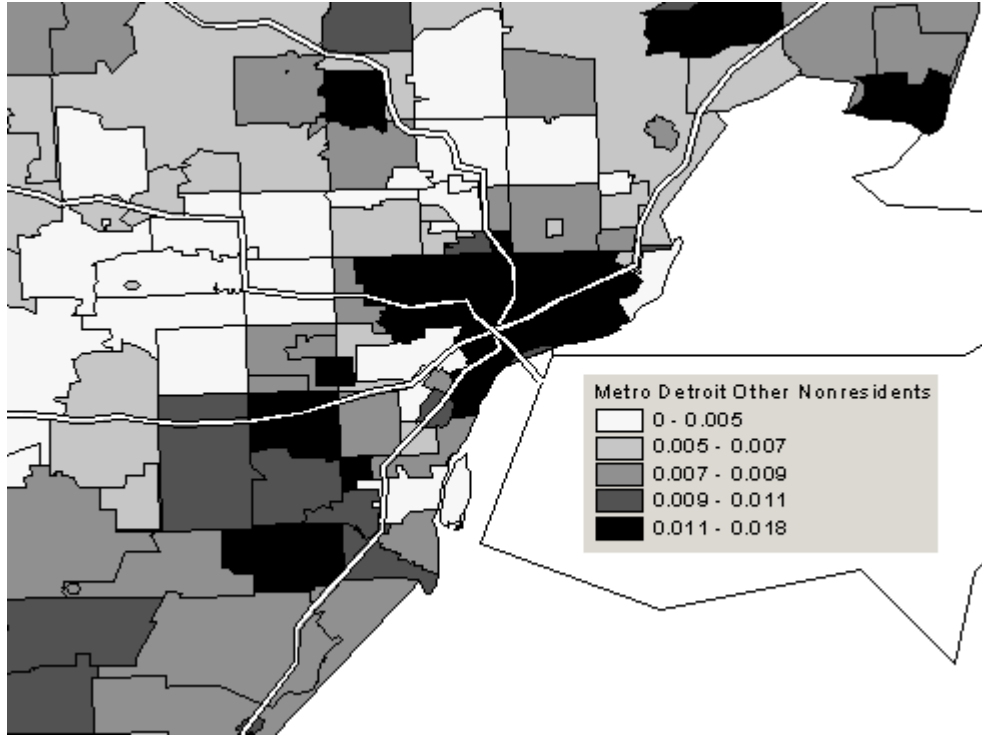 Metro Detroit Other Nonresidents
0 - 0.005
0.005 - 0.007
0.007 - 0.009
0.009 - 0.011
0.011 - 0.018